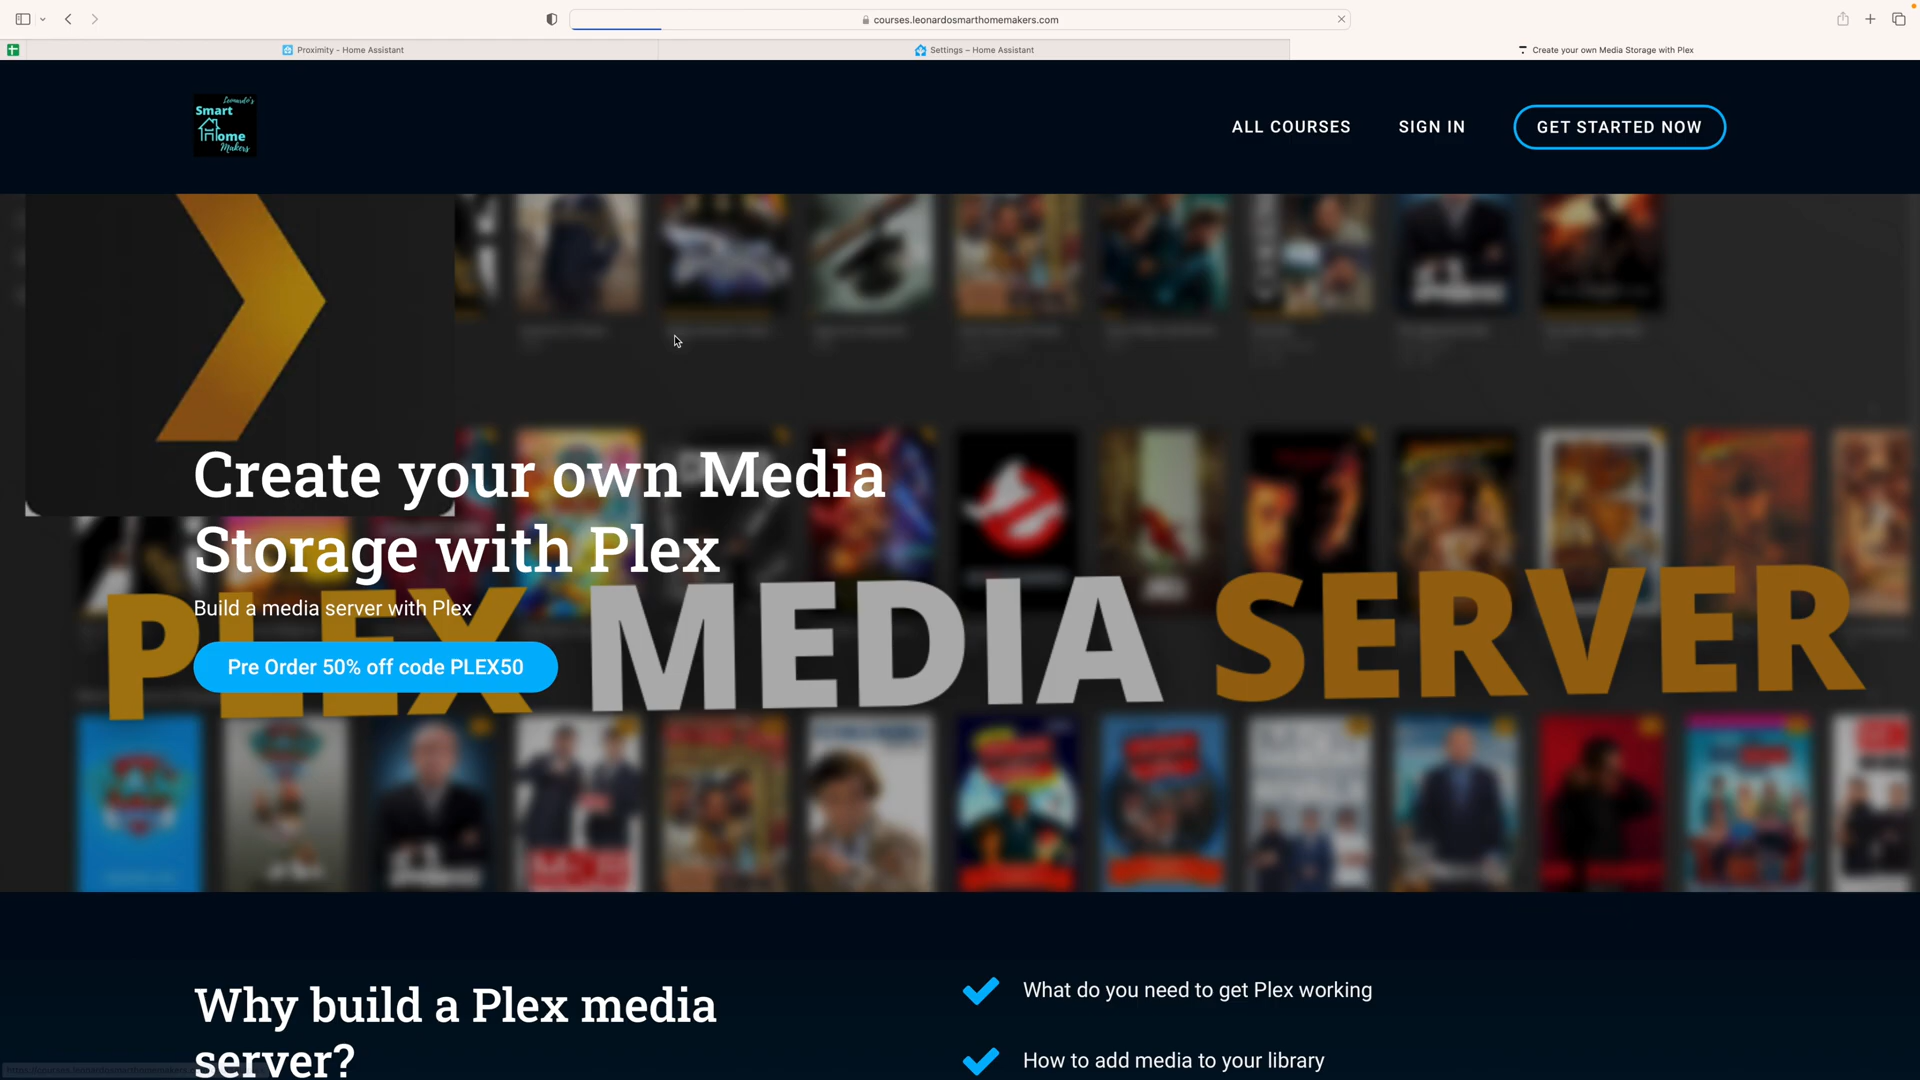 courses.leonardosmarthomemakers.com
Proximity - Home Assistant
Settings – Home Assistant
Create your own Media Storage with Plex
Leonardo's
Smart
Home
Makers
ALL COURSES
SIGN IN
GET STARTED NOW
Create your own Media
Storage with Plex
Build a media server with Plex
PLEX MEDIA SERVER
Pre Order 50% off code PLEX50
Why build a Plex media
server?
What do you need to get Plex working
How to add media to your library